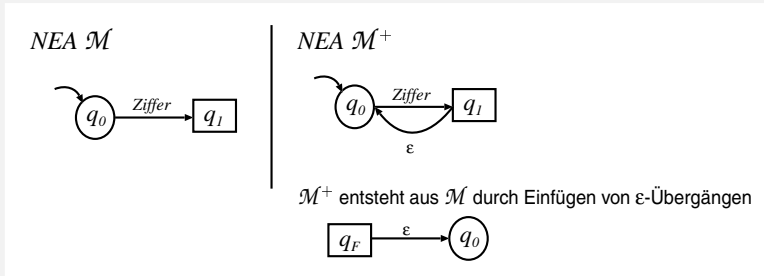 NEA M
q0
Ziffer
q1
NEA M+
q0
Ziffer
q1
ε
M+ entsteht aus M durch Einfügen von ε-Übergängen
qF
ε
q0